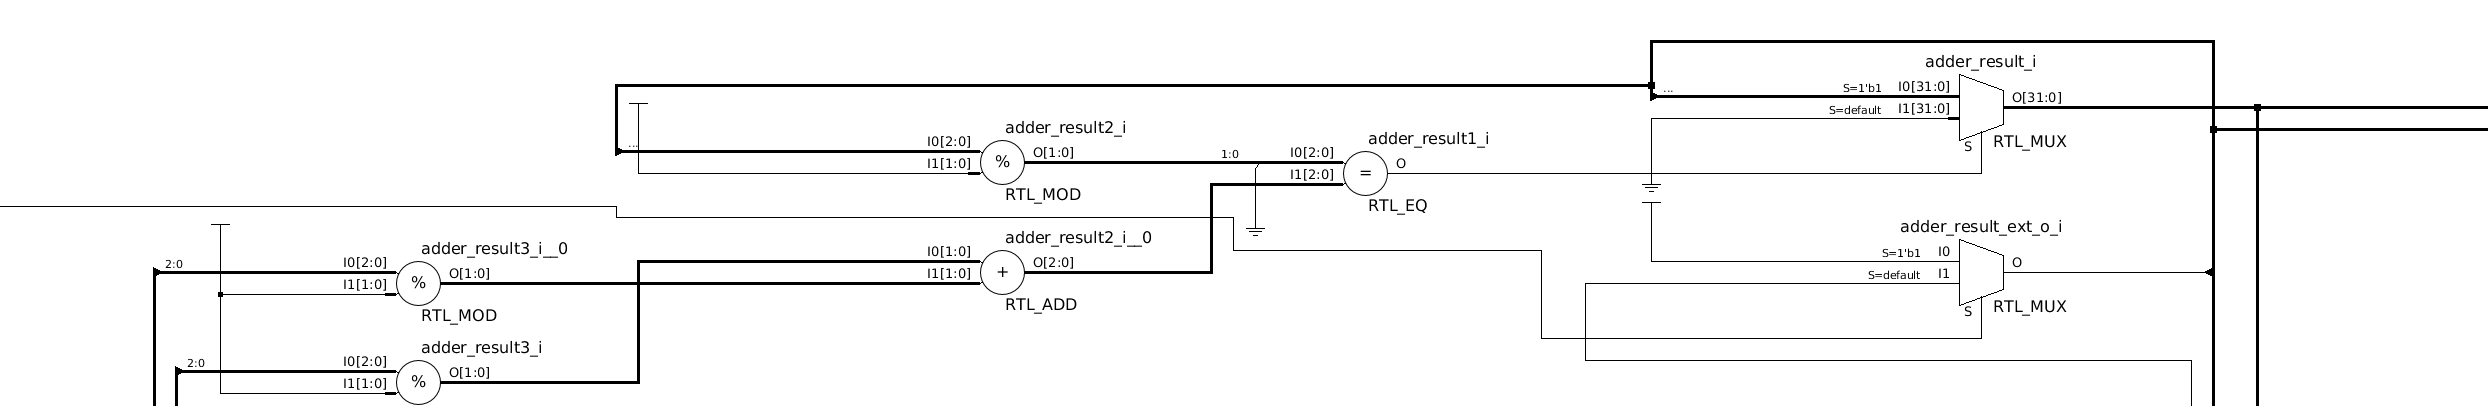 adder_result_i
S=1'b1 I0[31:0]
...
O[31:0]
S=default I1[31:0]
S
RTL_MUX
adder_result2_i
I0[2:0]
...
O[1:0]
I1[1:0]
%
RTL_MOD
adder_result1_i
1:0
I0[2:0]
O
I1[2:0]
=
RTL_EQ
adder_result_ext_o_i
S=1'b1 I0
O
S=default I1
S
RTL_MUX
adder_result3_i__0
2:0
I0[2:0]
O[1:0]
I1[1:0]
%
RTL_MOD
adder_result2_i__0
I0[1:0]
O[2:0]
I1[1:0]
+
RTL_ADD
adder_result3_i
2:0
I0[2:0]
O[1:0]
I1[1:0]
%